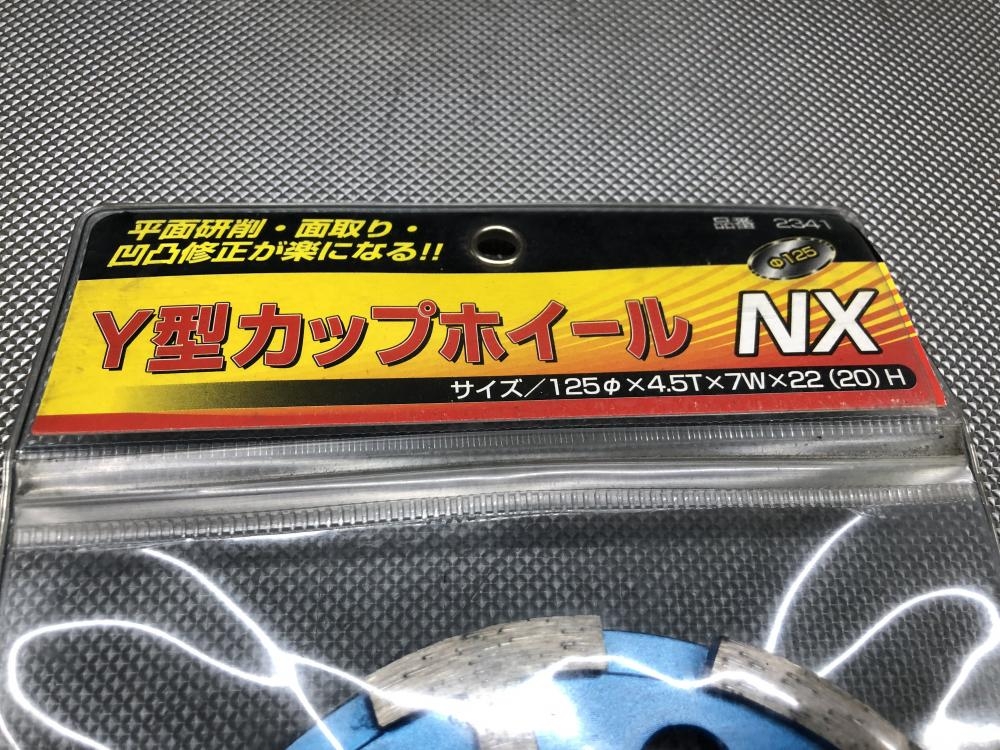 平面研削・面取り・
凹凸修正が楽になる!!
品番 2341
Φ125
Y型カップホイール NX
サイズ/125φ×4.5T×7W×22(20)H